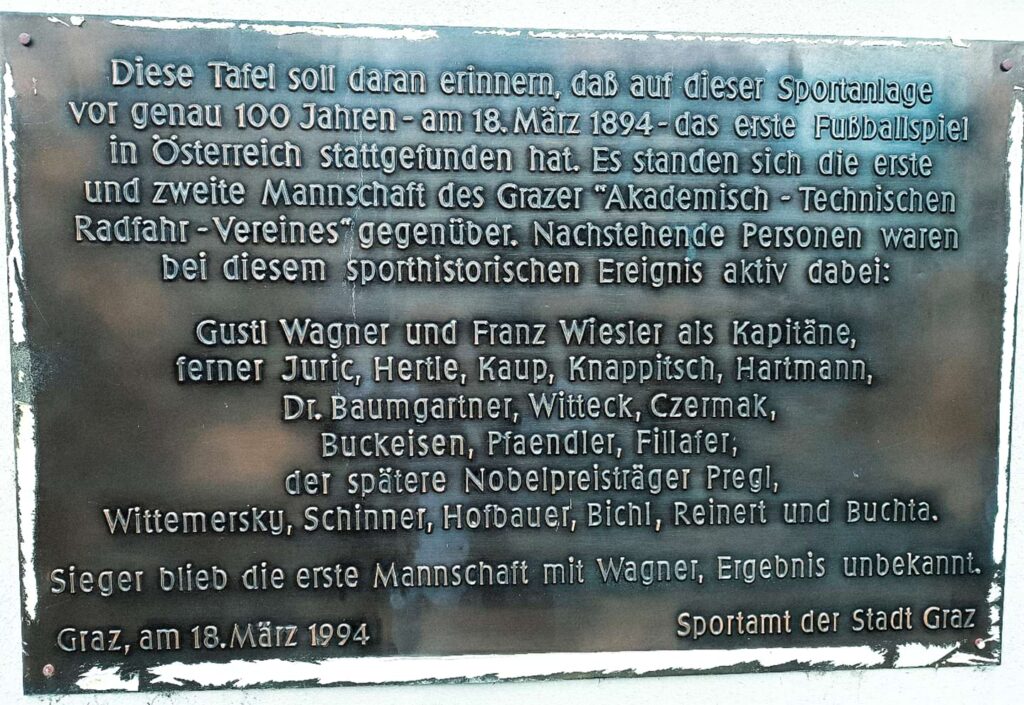 Diese Tafel soll daran erinnern, daß auf dieser Sportanlage
vor genau 100 Jahren - am 18. März 1894 - das erste Fußballspiel
in Österreich stattgefunden hat. Es standen sich die erste
und zweite Mannschaft des Grazer "Akademisch - Technischen
Radfahr - Vereines" gegenüber. Nachstehende Personen waren
bei diesem sporthistorischen Ereignis aktiv dabei:
Gustl Wagner und Franz Wiesler als Kapitäne,
ferner Juric, Hertle, Kaup, Knappitsch, Hartmann,
Dr. Baumgartner, Witteck, Czermak,
Buckeisen, Pfaendler, Fillafer,
der spätere Nobelpreisträger Pregl,
Wittemersky, Schinner, Hofbauer, Bichl, Reinert und Buchta.
Sieger blieb die erste Mannschaft mit Wagner, Ergebnis unbekannt.
Graz, am 18. März 1994
Sportamt der Stadt Graz